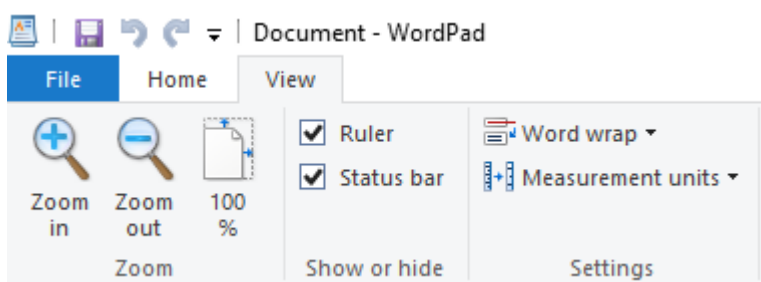 Document - WordPad
File Home View
Zoom in
Zoom out
100 %
Zoom
Ruler
Status bar
Show or hide
Word wrap
Measurement units
Settings